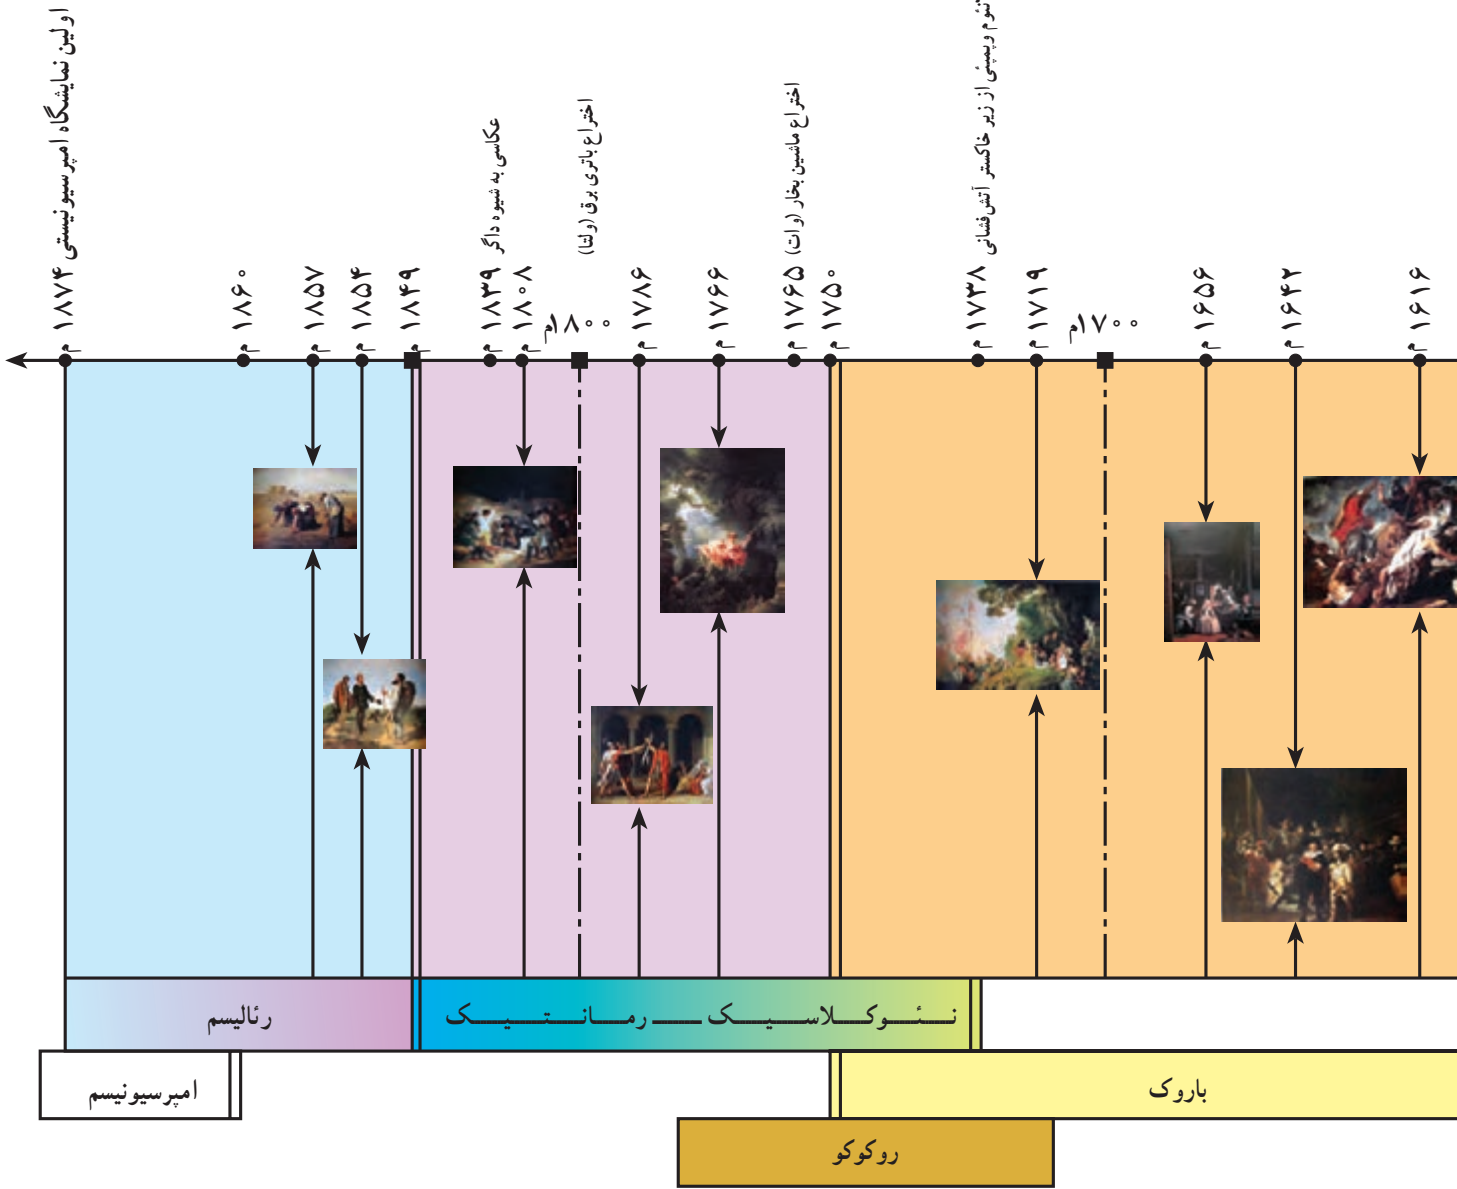 ۱۶۱۶ م
۱۶۴۲ م
۱۶۵۶ م
۱۷۰۰م
۱۷۱۹ م
۱۷۳۸ م
وپمپئی از زیر خاکستر آتش‌فشانی
۱۷۵۰ م
۱۷۶۵ م
اختراع ماشین بخار (وات)
۱۷۶۶ م
۱۷۸۶ م
۱۸۰۰م
اختراع باتری برق (ولتا)
۱۸۰۸ م
۱۸۳۹ م
عکاسی به شیوه داگر
۱۸۴۹ م
۱۸۵۴ م
۱۸۵۷ م
۱۸۶۰ م
۱۸۷۴ م
اولین نمایشگاه امپرسیونیستی
نئوکلاسیک — رمانتیک
رئالیسم
باروک
امپرسیونیسم
روکوکو